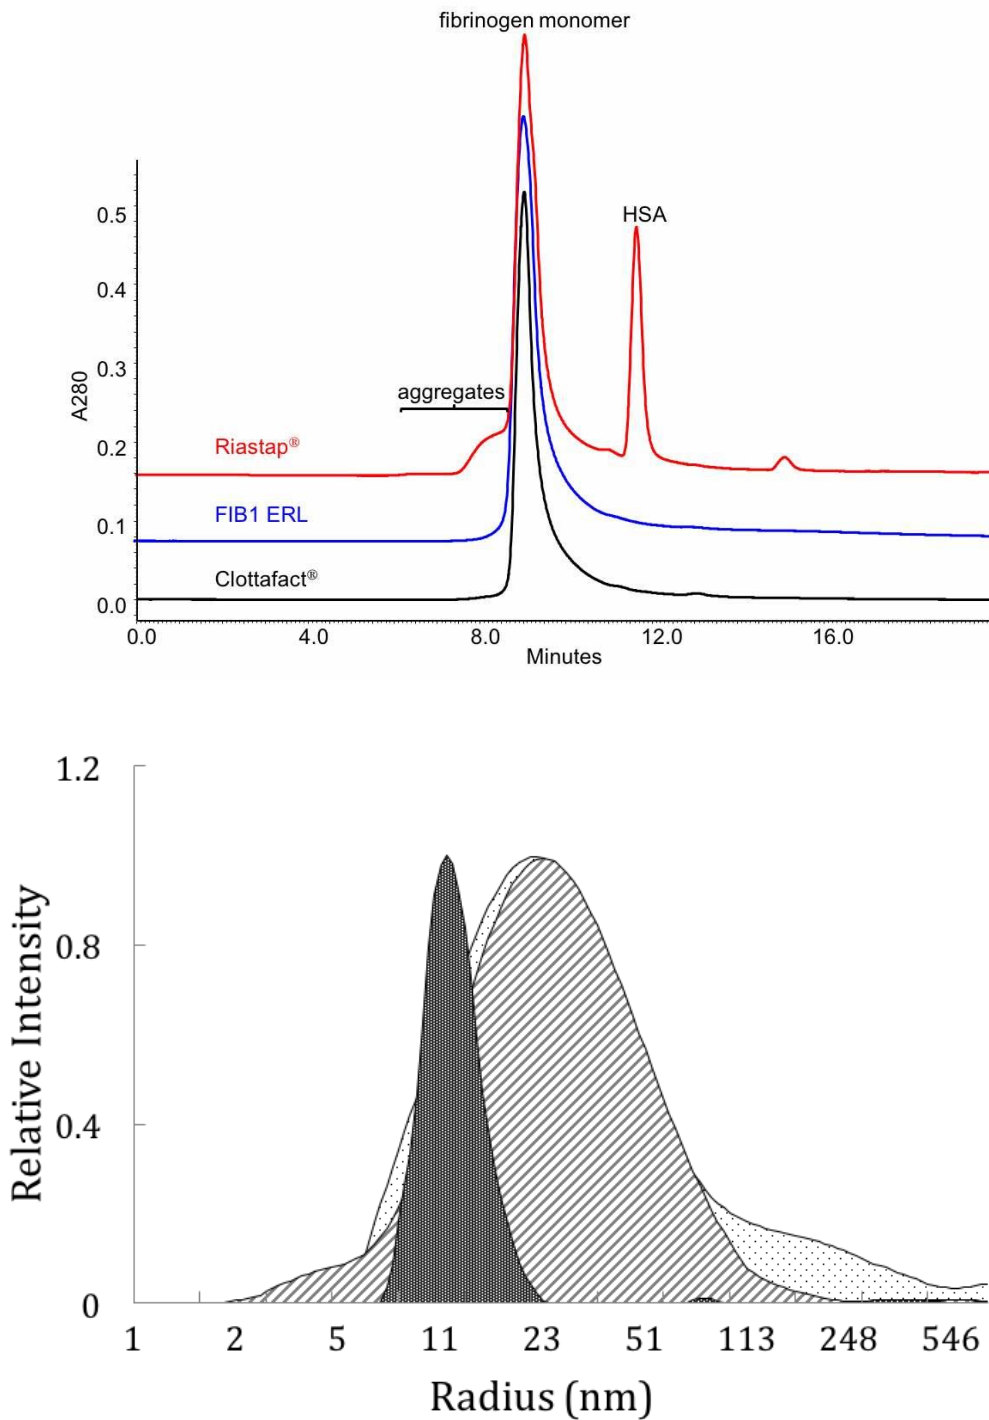 fibrinogen monomer
HSA
0.5
0.4
0.3
A280
aggregates
0.2
Riastap®
FIB1 ERL
0.1
Clottafact®
0.0
0.0 4.0 8.0 12.0 16.0
Minutes
1.2
0.8
Relative Intensity
0.4
0
1 2 5 11 23 51 113 248 546
Radius (nm)